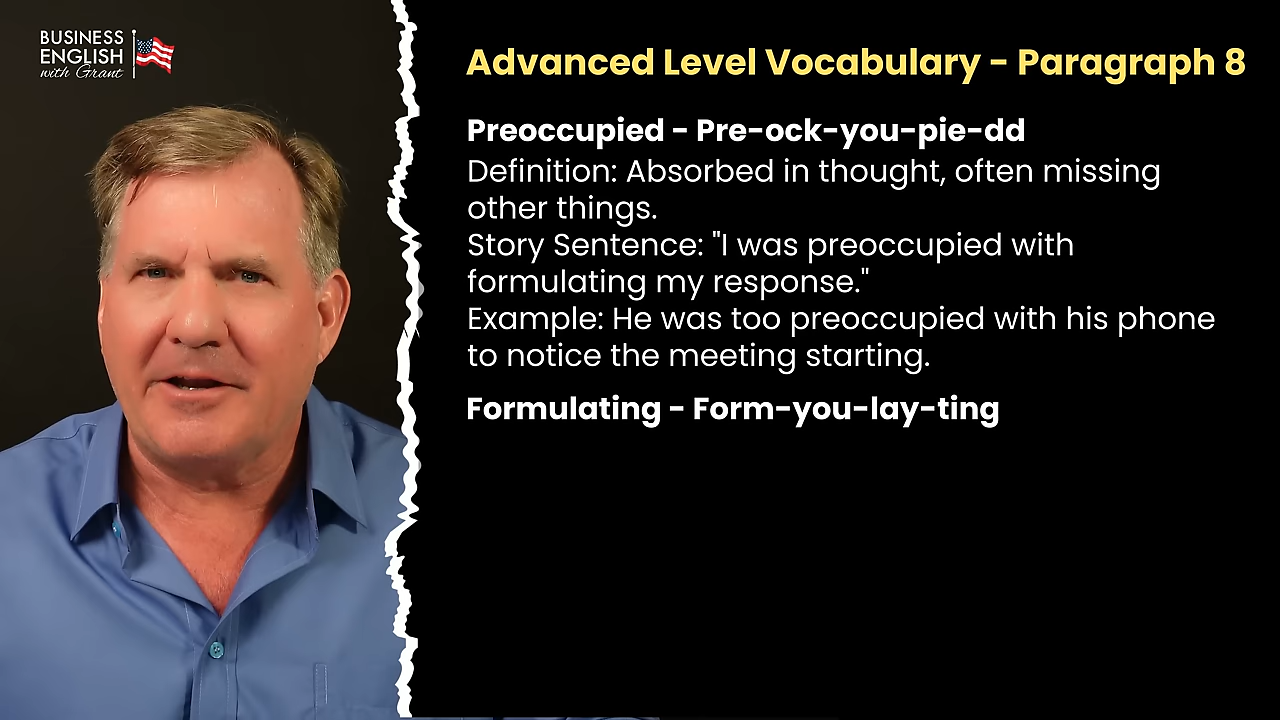 BUSINESS
ENGLISH
with Grant
Advanced Level Vocabulary - Paragraph 8
Preoccupied - Pre-ock-you-pie-dd
Definition: Absorbed in thought, often missing
other things.
Story Sentence: "I was preoccupied with
formulating my response."
Example: He was too preoccupied with his phone
to notice the meeting starting.
Formulating - Form-you-lay-ting